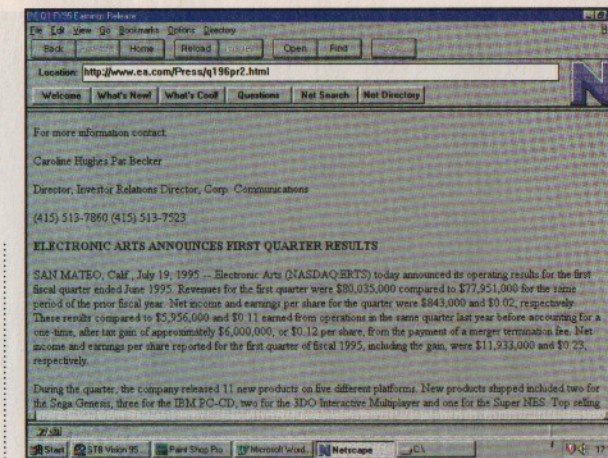 EA Q1 FY95 Earnings Release
File Edit View Go Bookmarks Options Directory
Back Home Reload Open Find
Location: http://www.ea.com/Press/q196pr2.html
Welcome What's New! What's Cool! Questions Net Search Net Directory
N
For more information contact
Caroline Hughes Pat Becker
Director, Investor Relations Director, Corp. Communications
(415) 513-7860 (415) 513-7523
ELECTRONIC ARTS ANNOUNCES FIRST QUARTER RESULTS
SAN MATEO, Calif., July 19, 1995 -- Electronic Arts (NASDAQ:ERTS) today announced its operating results for the first
fiscal quarter ended June 1995. Revenues for the first quarter were $80,035,000 compared to $77,951,000 for the same
period of the prior fiscal year. Net income and earnings per share for the quarter were $843,000 and $0.02, respectively.
These results compared to $5,956,000 and $0.11 earned from operations in the same quarter last year before accounting for a
one-time, after tax gain of approximately $6,000,000, or $0.12 per share, from the payment of a merger termination fee. Net
income and earnings per share reported for the first quarter of fiscal 1995, including the gain, were $11,933,000 and $0.23,
respectively.
During the quarter, the company released 11 new products on five different platforms. New products shipped included two for
the Sega Genesis, three for the IBM PC-CD, two for the 3DO Interactive Multiplayer and one for the Super NES. Top selling
Start STB Vision 95 Paint Shop Pro Microsoft Word Netscape C:\ 17